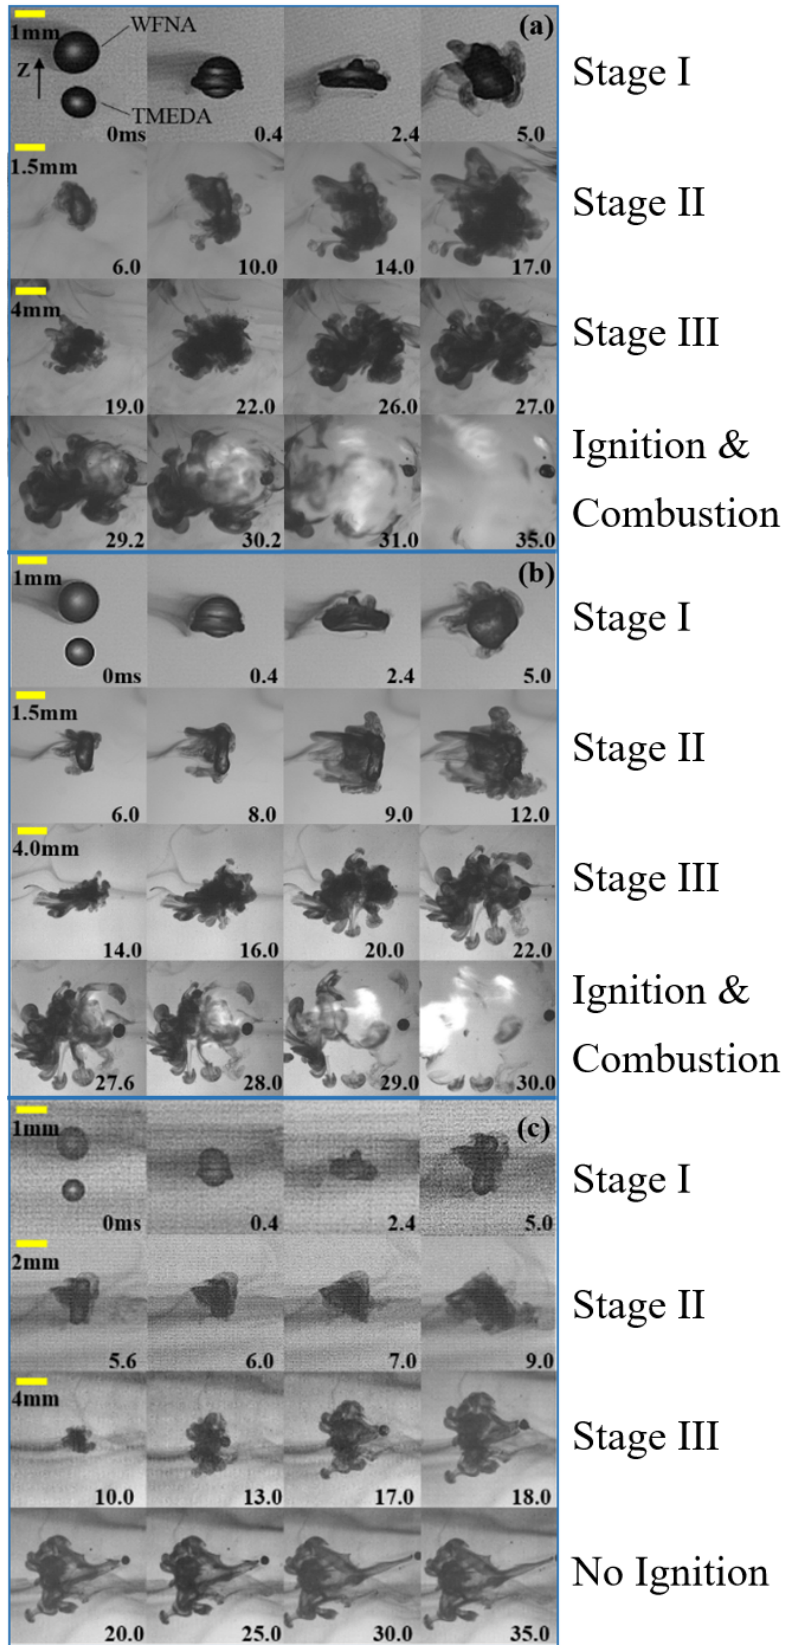 1mm
WFNA
(a)
Z
TMEDA
0ms
0.4
2.4
5.0
Stage I
1.5mm
6.0
10.0
14.0
17.0
Stage II
4mm
19.0
22.0
26.0
27.0
Stage III
29.2
30.2
31.0
35.0
Ignition &
Combustion
1mm
(b)
0ms
0.4
2.4
5.0
Stage I
1.5mm
6.0
8.0
9.0
12.0
Stage II
4.0mm
14.0
16.0
20.0
22.0
Stage III
27.6
28.0
29.0
30.0
Ignition &
Combustion
1mm
(c)
0ms
0.4
2.4
5.0
Stage I
2mm
5.6
6.0
7.0
9.0
Stage II
4mm
10.0
13.0
17.0
18.0
Stage III
20.0
25.0
30.0
35.0
No Ignition